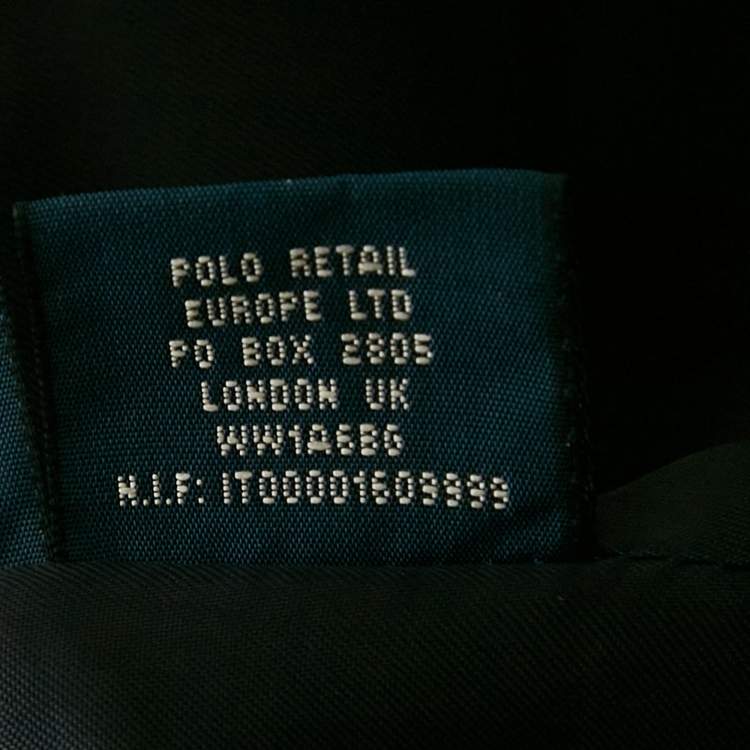 POLO RETAIL
EUROPE LTD
PO BOX 2805
LONDON UK
WW1A6BG
N.I.F: IT00001609999